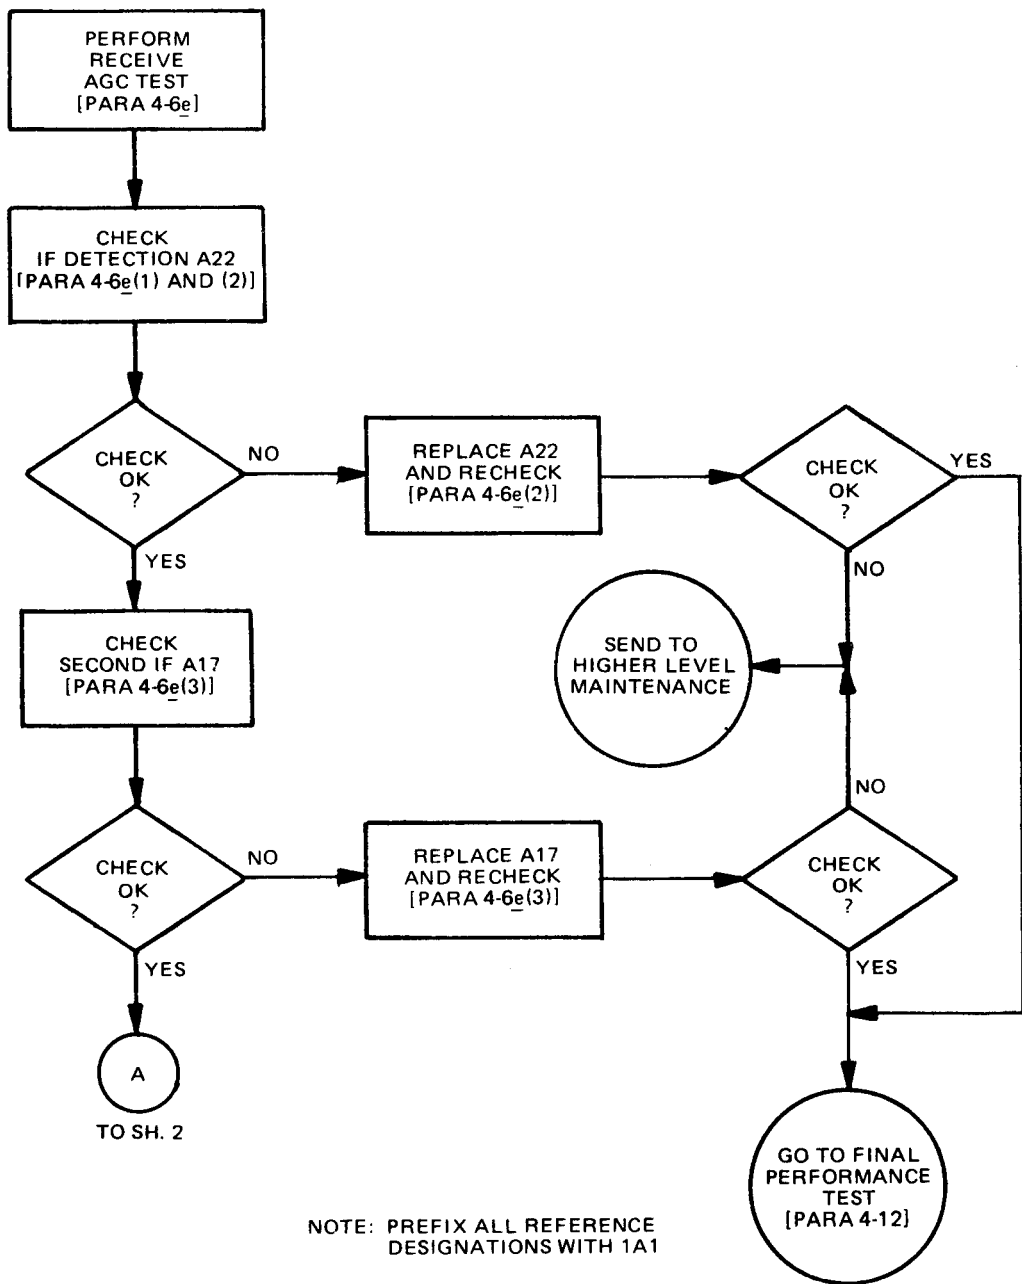 PERFORM
RECEIVE
AGC TEST
[PARA 4-6e]
CHECK
IF DETECTION A22
[PARA 4-6e(1) AND (2)]
CHECK
OK
?
NO
YES
REPLACE A22
AND RECHECK
[PARA 4-6e(2)]
CHECK
OK
?
YES
NO
CHECK
SECOND IF A17
[PARA 4-6e(3)]
SEND TO
HIGHER LEVEL
MAINTENANCE
CHECK
OK
?
NO
YES
REPLACE A17
AND RECHECK
[PARA 4-6e(3)]
NO
CHECK
OK
?
YES
A
TO SH. 2
GO TO FINAL
PERFORMANCE
TEST
[PARA 4-12]
NOTE: PREFIX ALL REFERENCE
DESIGNATIONS WITH 1A1